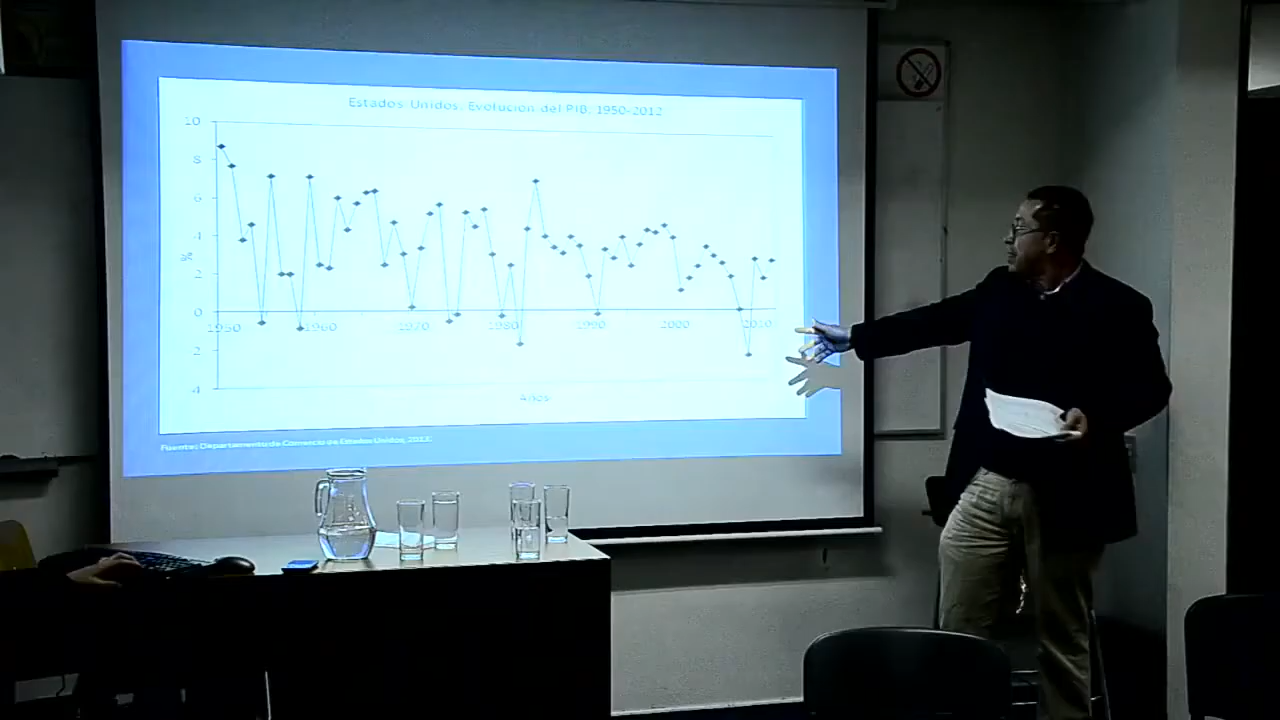 Estados Unidos: Evolución del PIB, 1950-2012
10
8
6
4
%
2
0
1950 1960 1970 1980 1990 2000 2010
2
4
Años
Fuente: Departamento de Comercio de Estados Unidos, 2013.